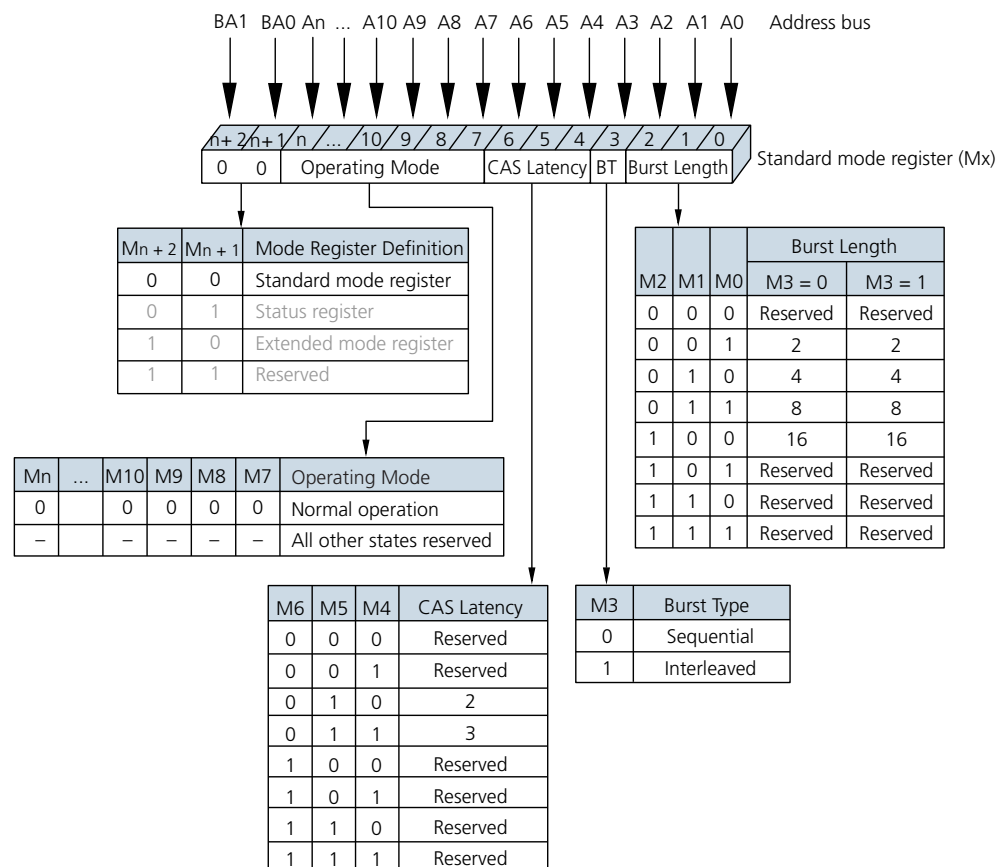 BA1 BA0 An ... A10 A9 A8 A7 A6 A5 A4 A3 A2 A1 A0 Address bus
n+ 2 n+ 1 n ... 10 9 8 7 6 5 4 3 2 1 0
0 0 Operating Mode CAS Latency BT Burst Length
Standard mode register (Mx)
Mn + 2 Mn + 1 Mode Register Definition
0 0 Standard mode register
0 1 Status register
1 0 Extended mode register
1 1 Reserved
Burst Length
M2 M1 M0 M3 = 0 M3 = 1
0 0 0 Reserved Reserved
0 0 1 2 2
0 1 0 4 4
0 1 1 8 8
1 0 0 16 16
1 0 1 Reserved Reserved
1 1 0 Reserved Reserved
1 1 1 Reserved Reserved
Mn ... M10 M9 M8 M7 Operating Mode
0 0 0 0 0 Normal operation
– – – – – All other states reserved
M6 M5 M4 CAS Latency
0 0 0 Reserved
0 0 1 Reserved
0 1 0 2
0 1 1 3
1 0 0 Reserved
1 0 1 Reserved
1 1 0 Reserved
1 1 1 Reserved
M3 Burst Type
0 Sequential
1 Interleaved